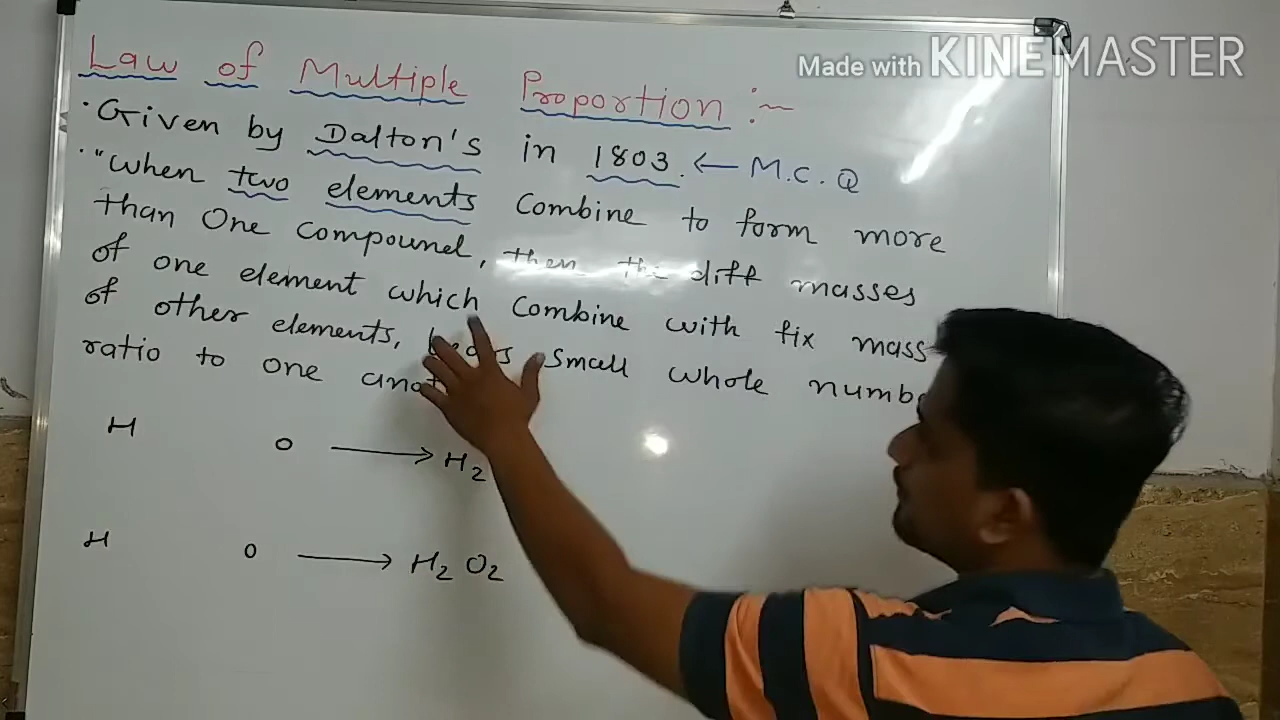 Made with KINEMASTER
Law of Multiple Proportion :~
· Given by Dalton's in 1803. ← M.C.Q
· "When two elements Combine to form more
than One Compound, then the diff masses
of one element which Combine with fix mass
of other elements, Small whole
ratio to one
H O → H2
H O → H2 O2